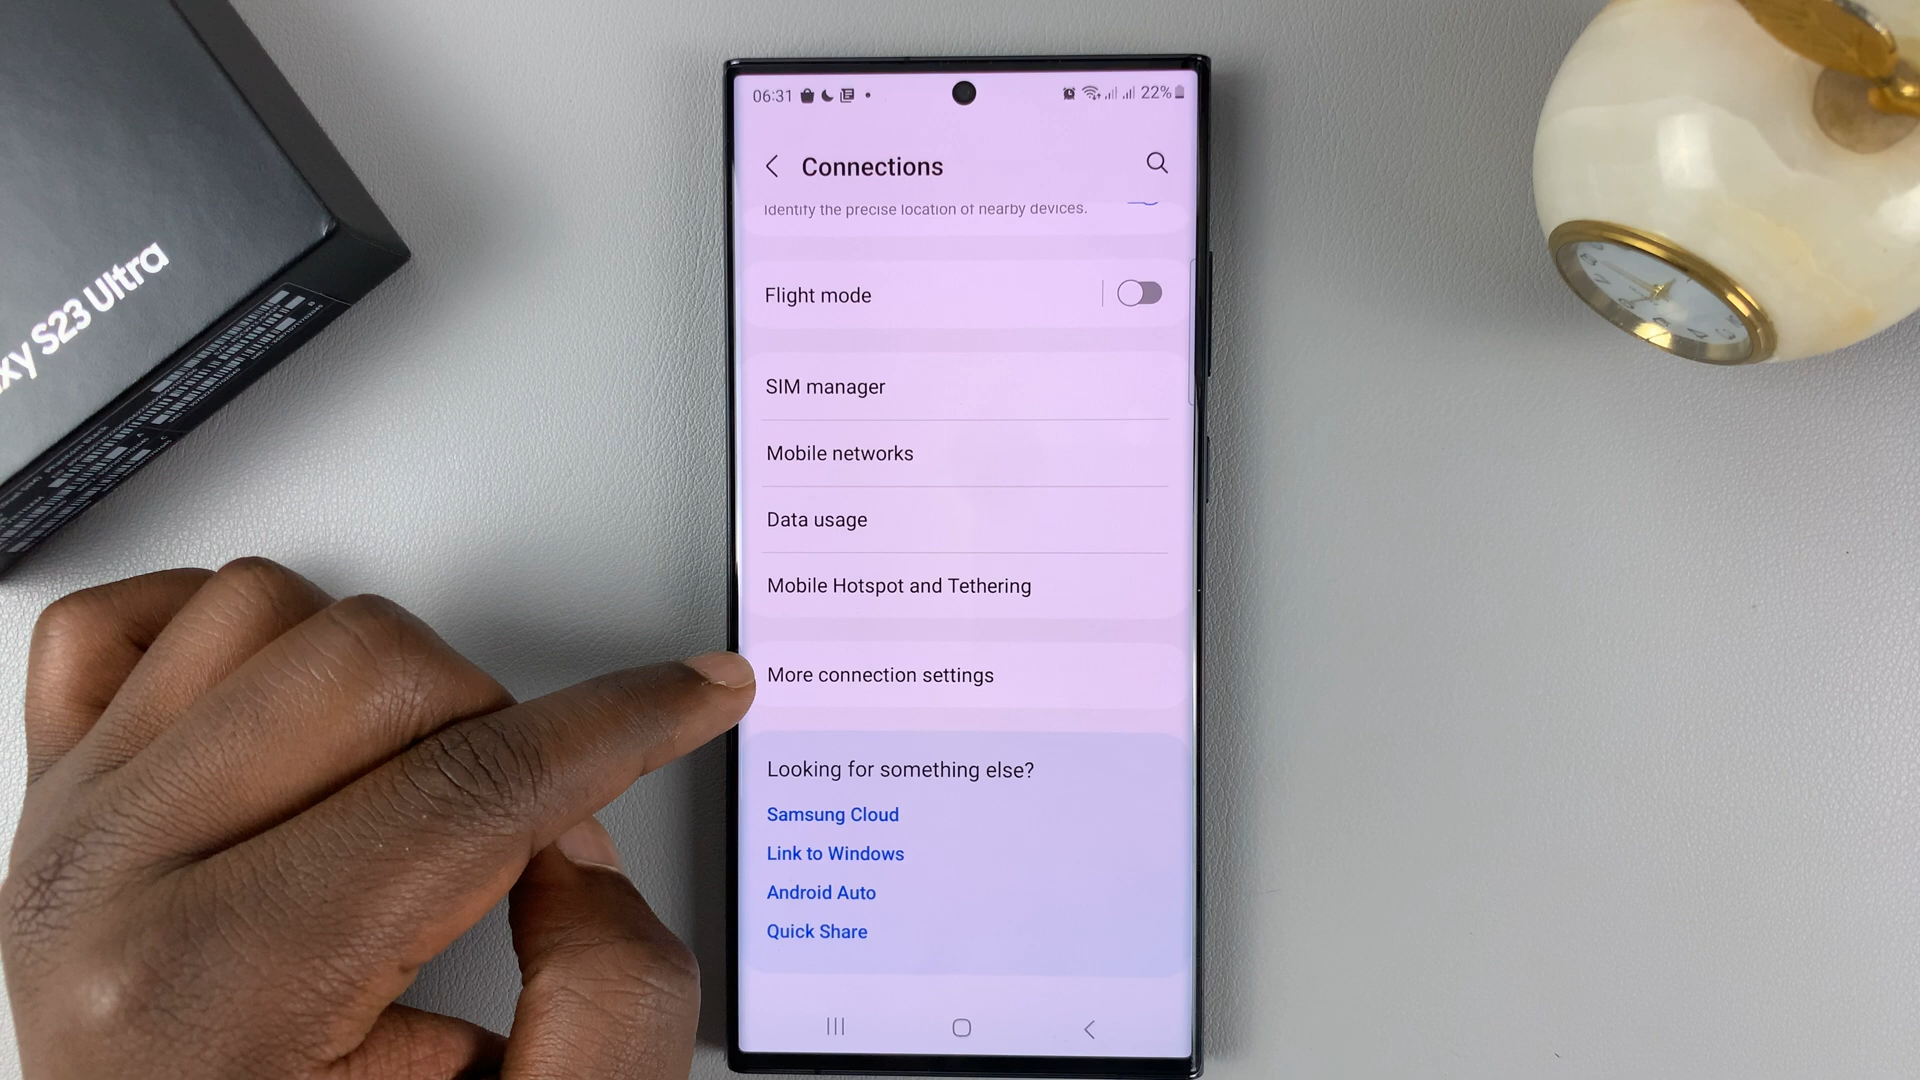 xy S23 Ultra
06:31
22%
Connections
Identify the precise location of nearby devices.
Flight mode
SIM manager
Mobile networks
Data usage
Mobile Hotspot and Tethering
More connection settings
Looking for something else?
Samsung Cloud
Link to Windows
Android Auto
Quick Share